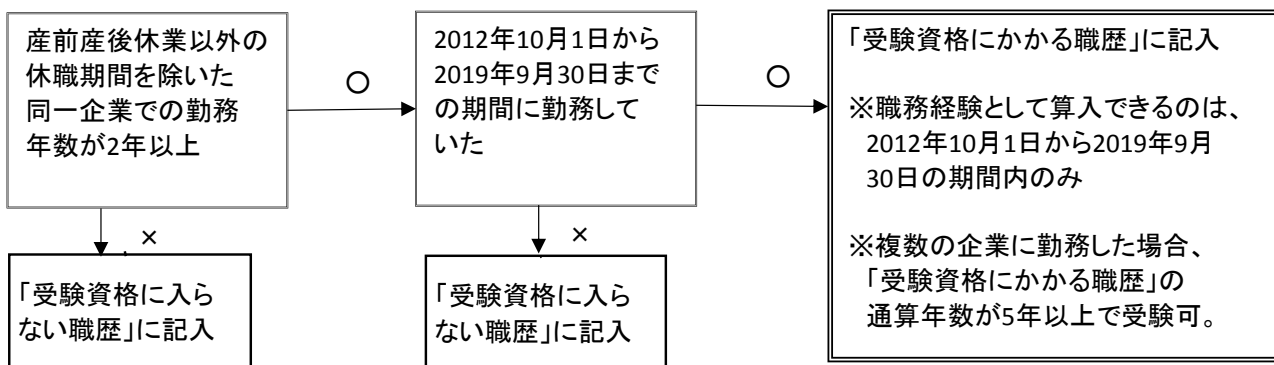 産前産後休業以外の
休職期間を除いた
同一企業での勤務
年数が2年以上
○
×
「受験資格に入ら
ない職歴」に記入
2012年10月1日から
2019年9月30日まで
の期間に勤務して
いた
○
×
「受験資格に入ら
ない職歴」に記入
「受験資格にかかる職歴」に記入
※職務経験として算入できるのは、
2012年10月1日から2019年9月
30日の期間内のみ
※複数の企業に勤務した場合、
「受験資格にかかる職歴」の
通算年数が5年以上で受験可。